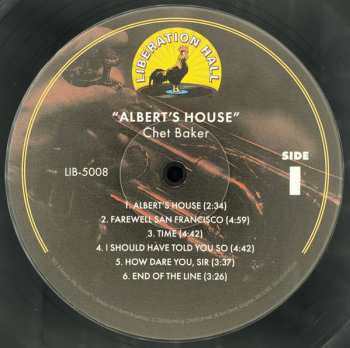 LIBERATION HALL
"ALBERT'S HOUSE"
Chet Baker
LIB-5008
SIDE
1
1. ALBERT'S HOUSE (2:34)
2. FAREWELL SAN FRANCISCO (4:59)
3. TIME (4:42)
4. I SHOULD HAVE TOLD YOU SO (4:42)
5. HOW DARE YOU, SIR (3:37)
6. END OF THE LINE (3:26)